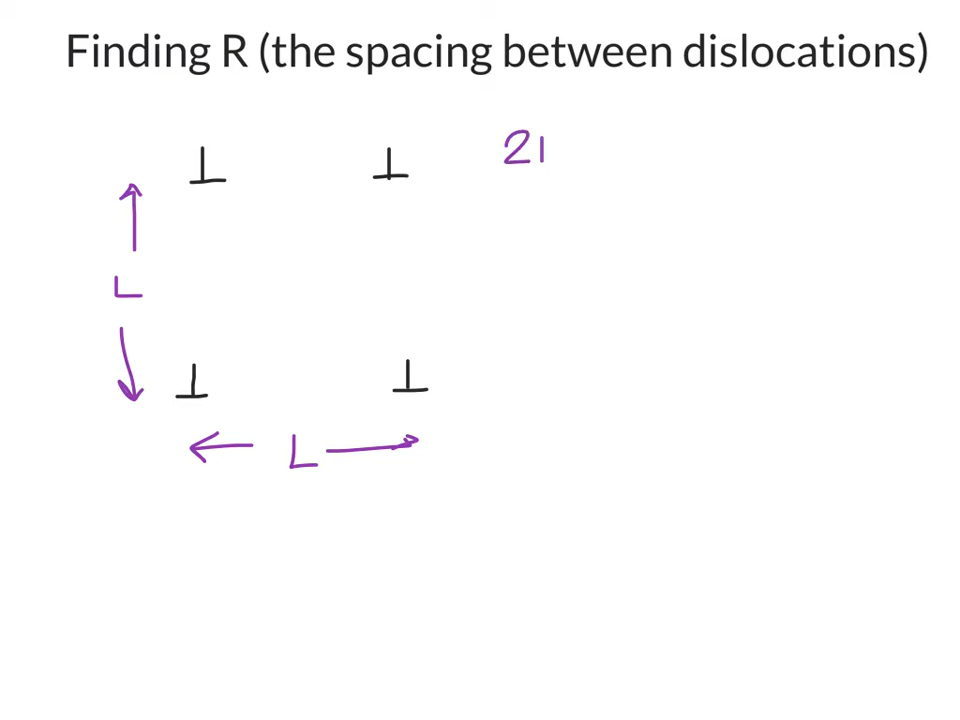 Finding R (the spacing between dislocations)
⊥ ⊥ 21
L
⊥ ⊥
L